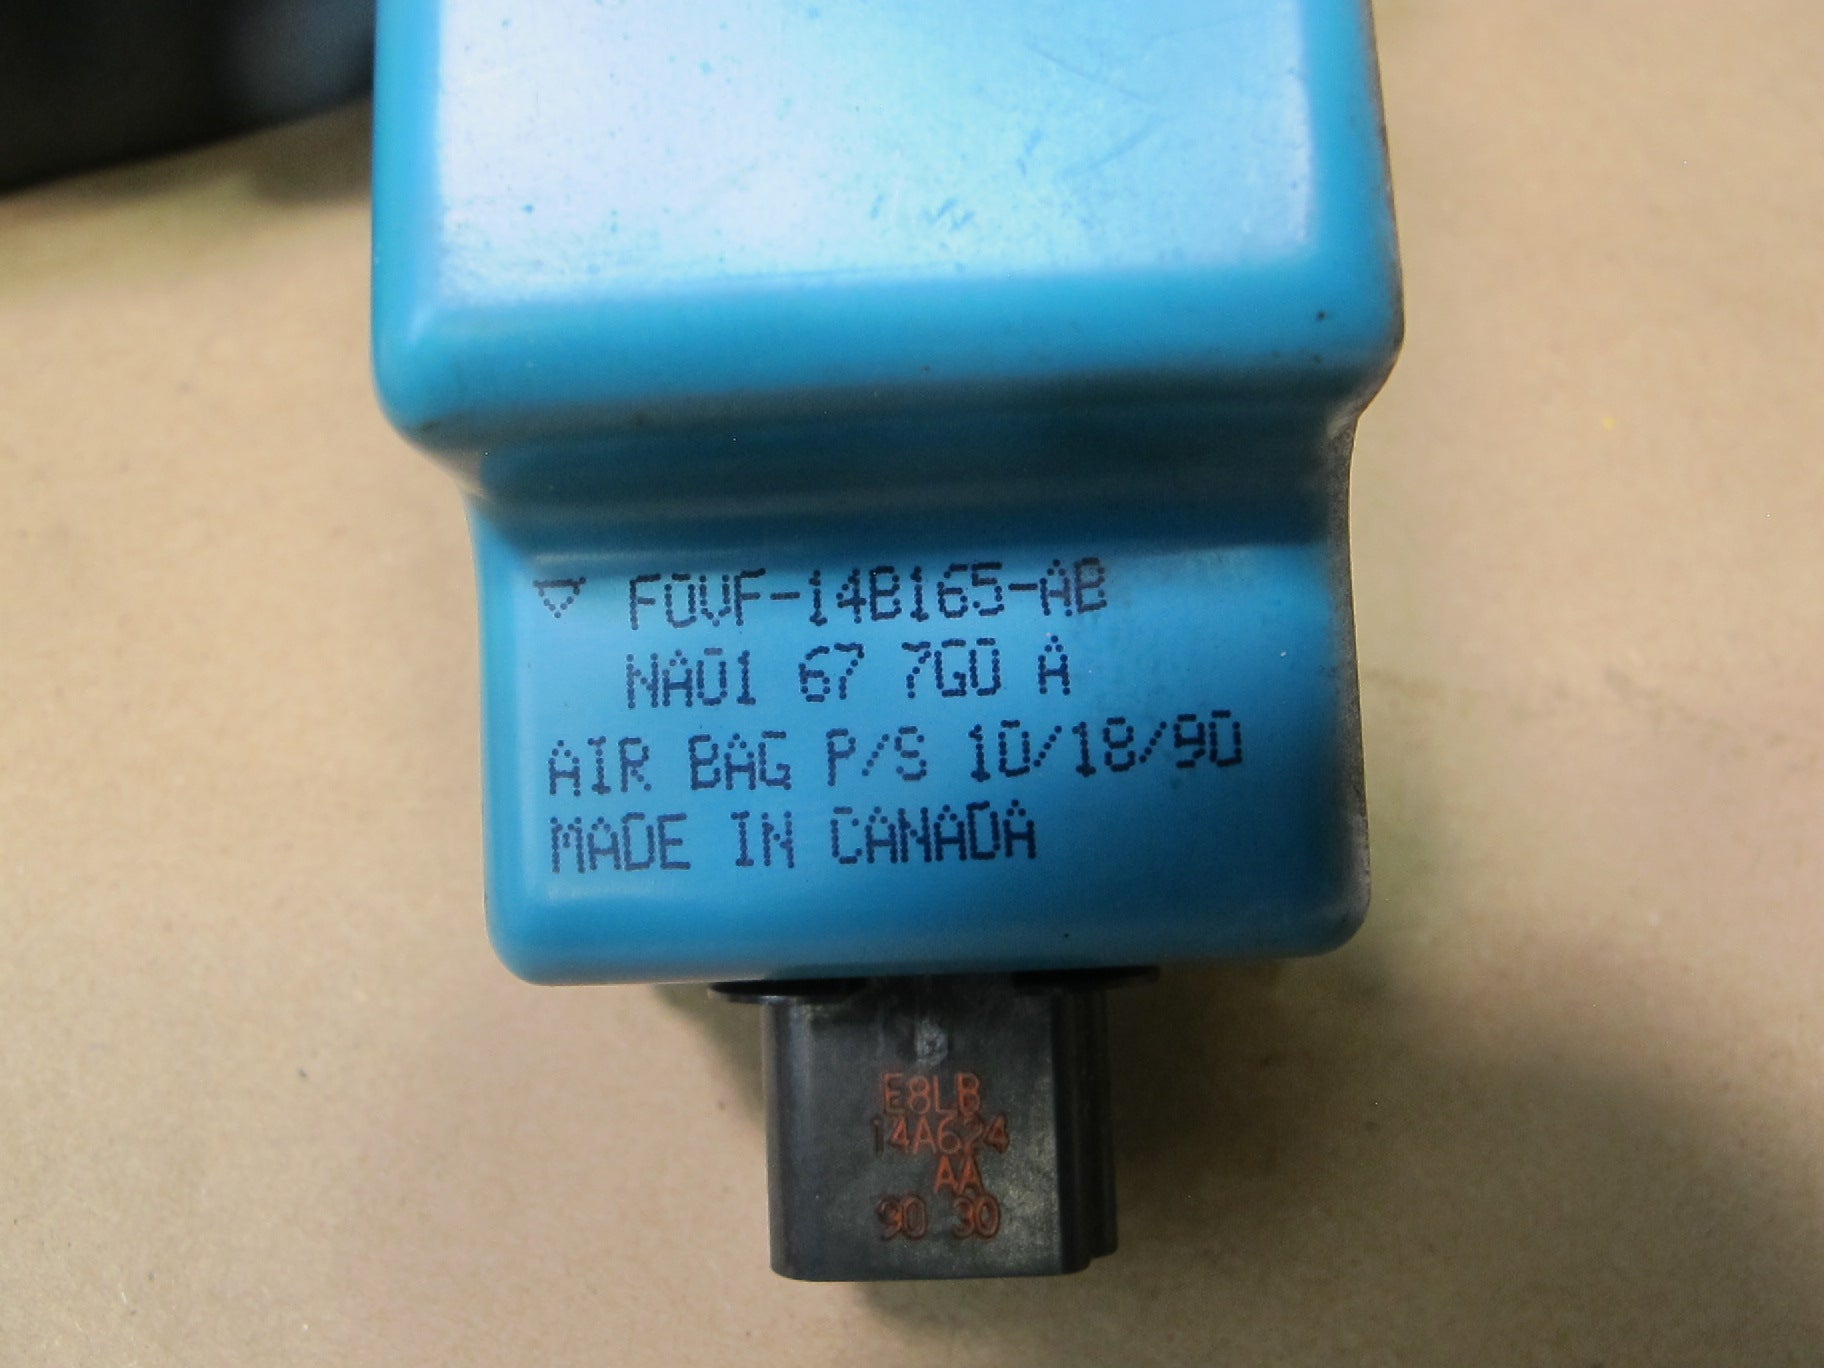 F0VF-14B165-AB
NA01 67 7G0 A
AIR BAG P/S 10/18/90
MADE IN CANADA
E8LB
14A624
AA
90 30